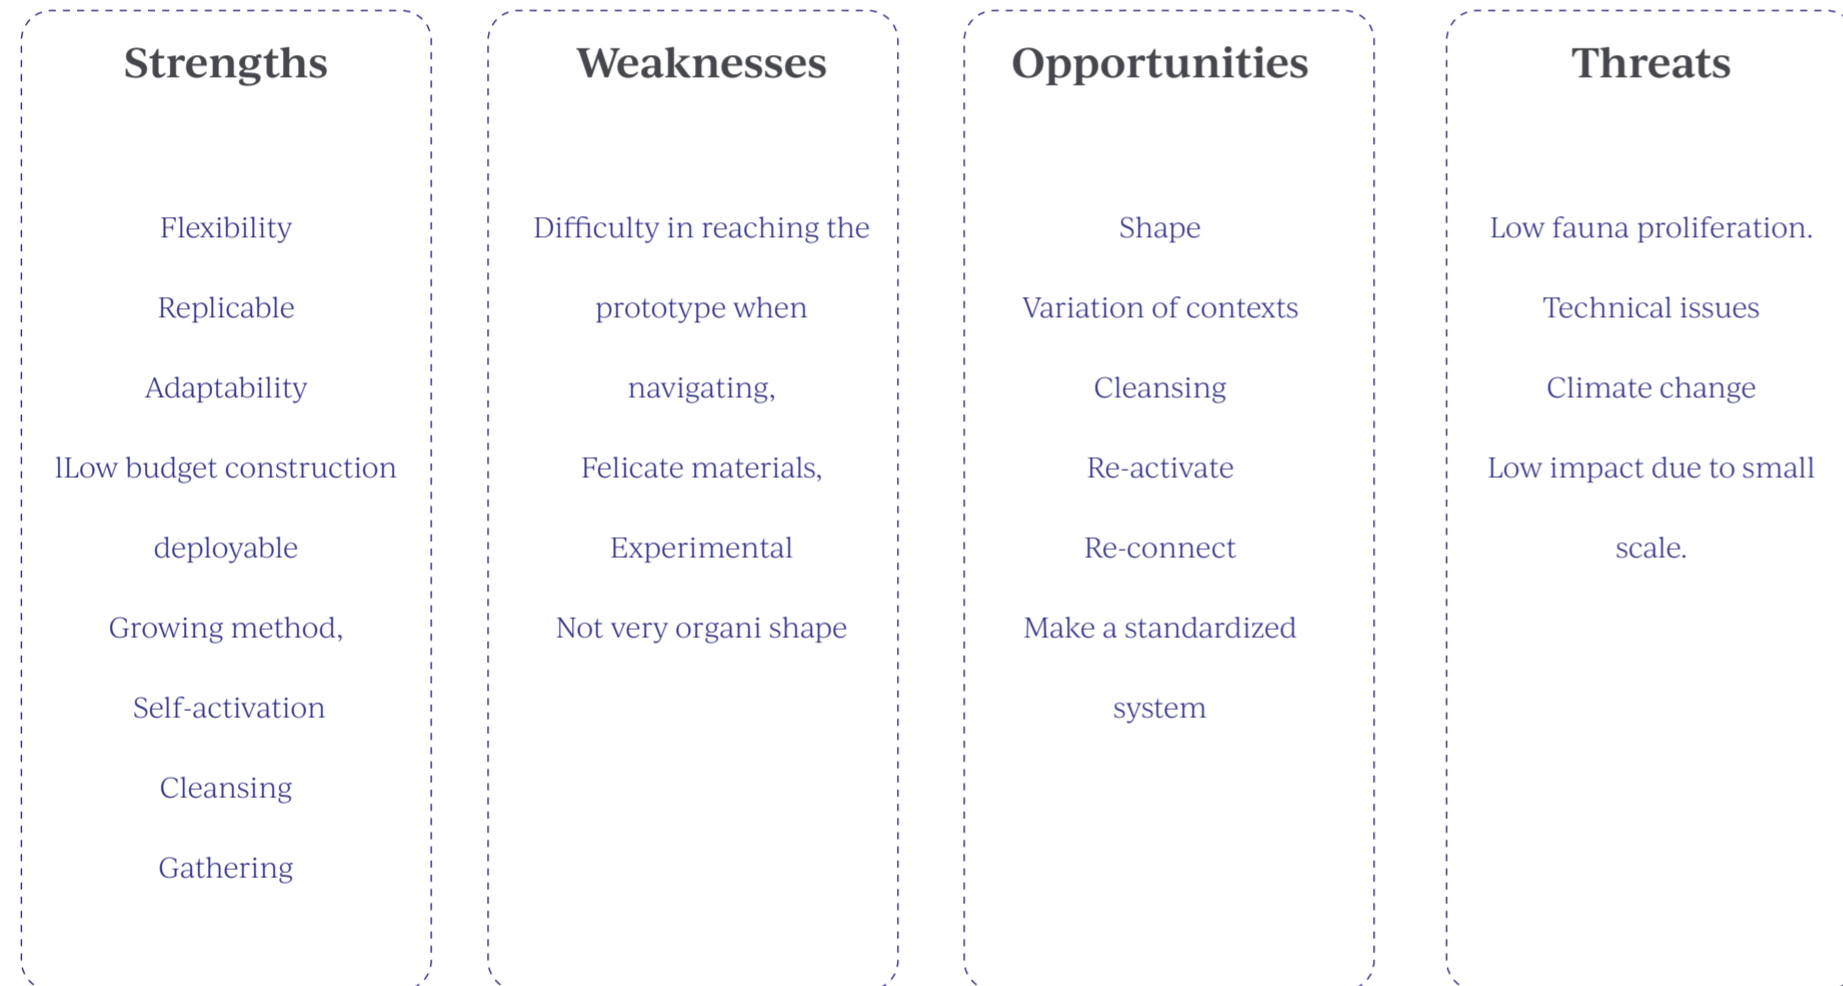 Strengths
Flexibility
Replicable
Adaptability
lLow budget construction
deployable
Growing method,
Self-activation
Cleansing
Gathering
Weaknesses
Difficulty in reaching the
prototype when
navigating,
Felicate materials,
Experimental
Not very organi shape
Opportunities
Shape
Variation of contexts
Cleansing
Re-activate
Re-connect
Make a standardized
system
Threats
Low fauna proliferation.
Technical issues
Climate change
Low impact due to small
scale.